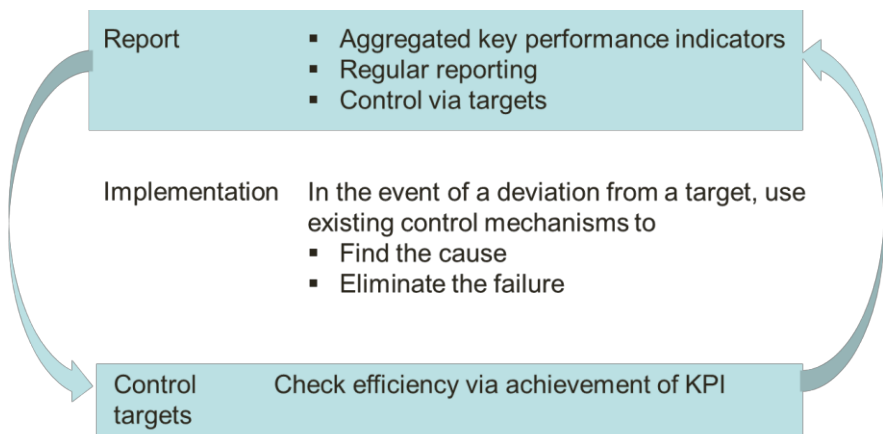 Report
▪ Aggregated key performance indicators
▪ Regular reporting
▪ Control via targets
Implementation
In the event of a deviation from a target, use
existing control mechanisms to
▪ Find the cause
▪ Eliminate the failure
Control
targets
Check efficiency via achievement of KPI